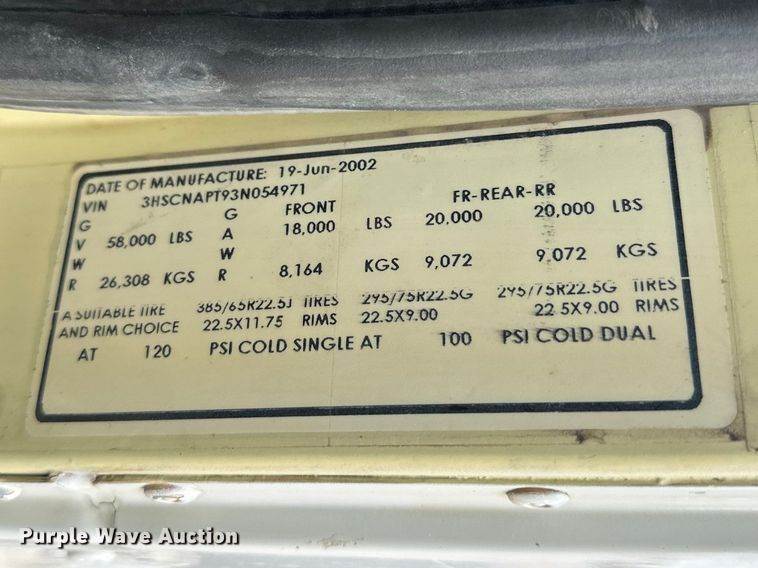 DATE OF MANUFACTURE: 19-Jun-2002
VIN 3HSCNAPT93N054971
G G FRONT FR-REAR-RR
V 58,000 LBS A 18,000 LBS 20,000 20,000 LBS
W W
R 26,308 KGS R 8,164 KGS 9,072 9,072 KGS
A SUITABLE TIRE 385/65R22.5J TIRES 295/75R22.5G 295/75R22.5G TIRES
AND RIM CHOICE 22.5X11.75 RIMS 22.5X9.00 22.5X9.00 RIMS
AT 120 PSI COLD SINGLE AT 100 PSI COLD DUAL
Purple Wave Auction